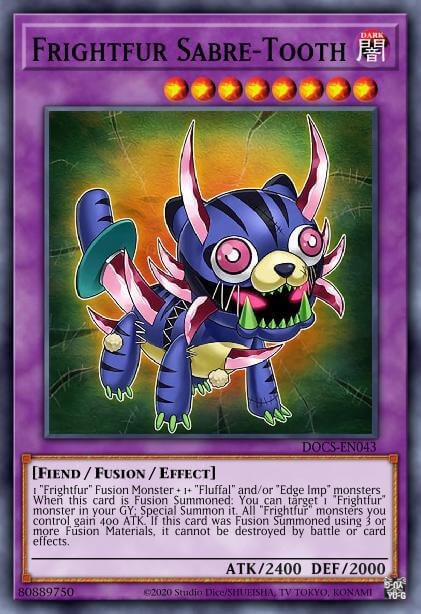 FRIGHTFUR SABRE-TOOTH
DARK
闇
DOCS-EN043
[FIEND / FUSION / EFFECT]
1 "Frightfur" Fusion Monster + 1+ "Fluffal" and/or "Edge Imp" monsters
When this card is Fusion Summoned: You can target 1 "Frightfur"
monster in your GY; Special Summon it. All "Frightfur" monsters you
control gain 400 ATK. If this card was Fusion Summoned using 3 or
more Fusion Materials, it cannot be destroyed by battle or card
effects.
ATK/2400 DEF/2000
80889750
©2020 Studio Dice/SHUEISHA, TV TOKYO, KONAMI